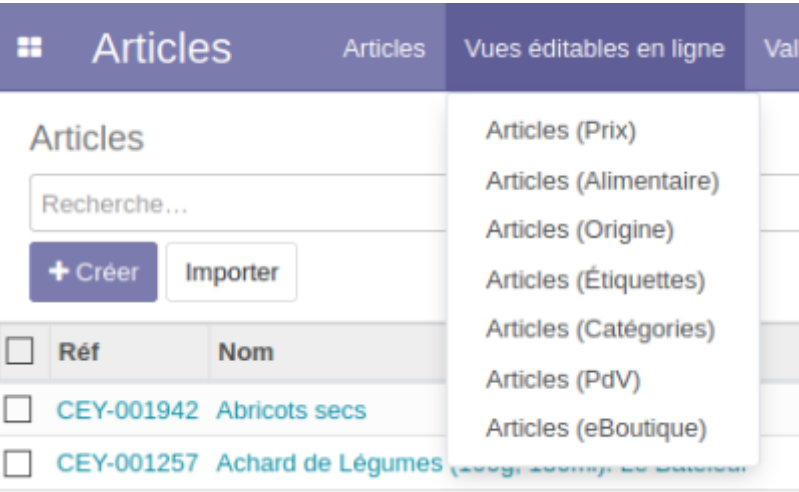 Articles Articles Vues éditables en ligne Val
Articles
Recherche...
Créer Importer
Articles (Prix)
Articles (Alimentaire)
Articles (Origine)
Articles (Étiquettes)
Articles (Catégories)
Articles (PdV)
Articles (eBoutique)
Réf Nom
CEY-001942 Abricots secs
CEY-001257 Achard de Légumes